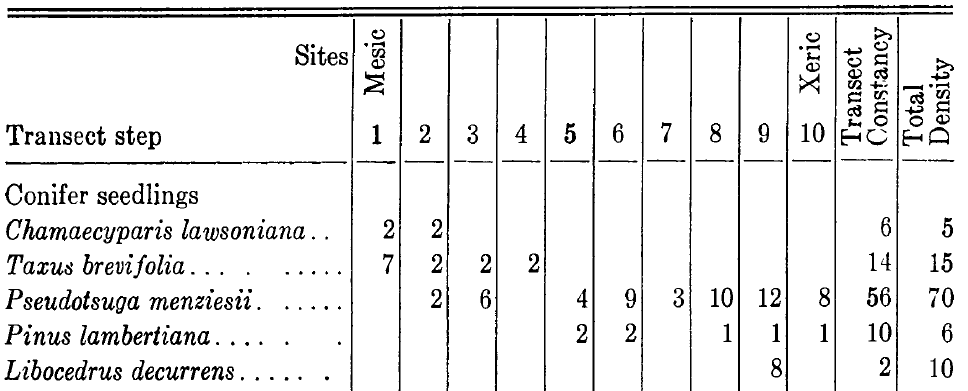 Sites Mesic Xeric Transect Constancy Total Density
Transect step 1 2 3 4 5 6 7 8 9 10
Conifer seedlings
Chamaecyparis lawsoniana.. 2 2 6 5
Taxus brevifolia.... ..... 7 2 2 2 14 15
Pseudotsuga menziesii. ..... 2 6 4 9 3 10 12 8 56 70
Pinus lambertiana.... . . 2 2 1 1 1 10 6
Libocedrus decurrens...... . 8 2 10